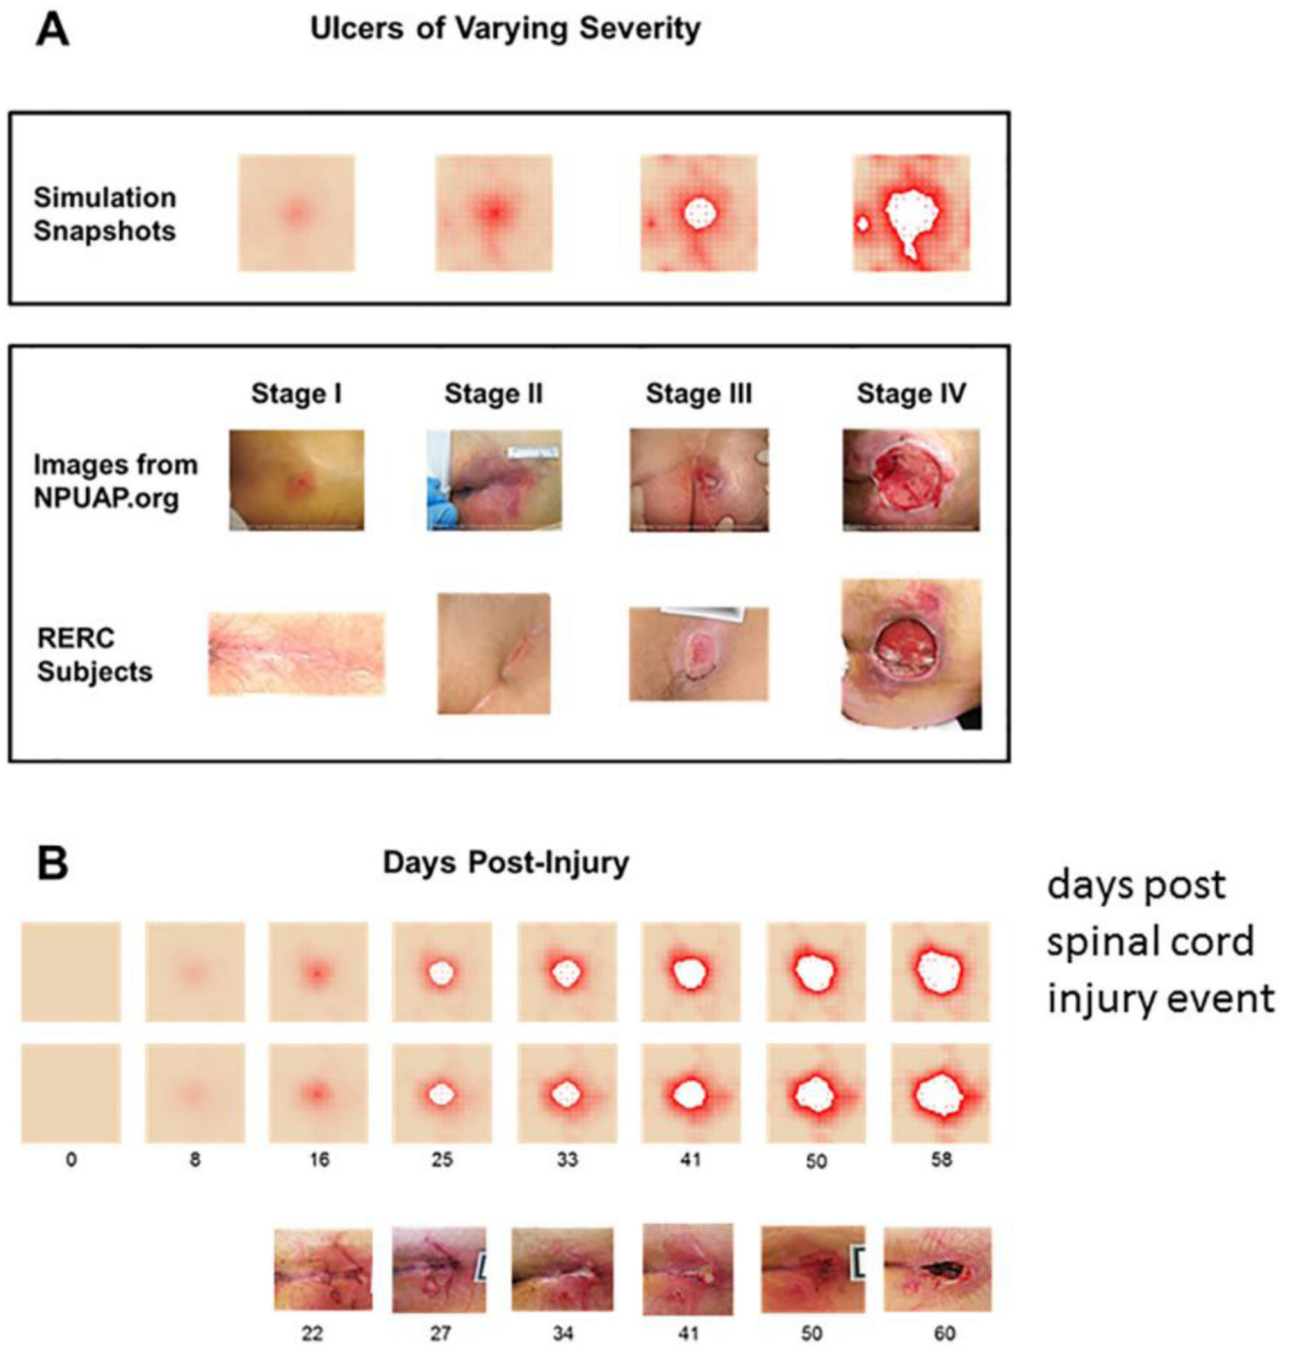 A
Ulcers of Varying Severity
Simulation
Snapshots
Stage I
Stage II
Stage III
Stage IV
Images from
NPUAP.org
RERC
Subjects
B
Days Post-Injury
days post
spinal cord
injury event
0
8
16
25
33
41
50
58
22
27
34
41
50
60